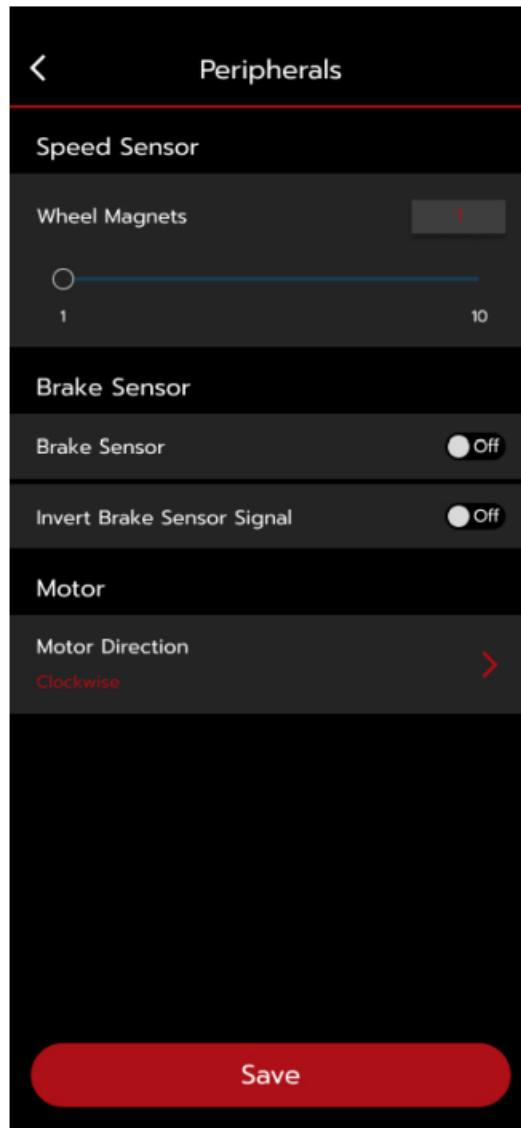 Peripherals
Speed Sensor
Wheel Magnets
1
1
10
Brake Sensor
Brake Sensor
Off
Invert Brake Sensor Signal
Off
Motor
Motor Direction
Clockwise
Save